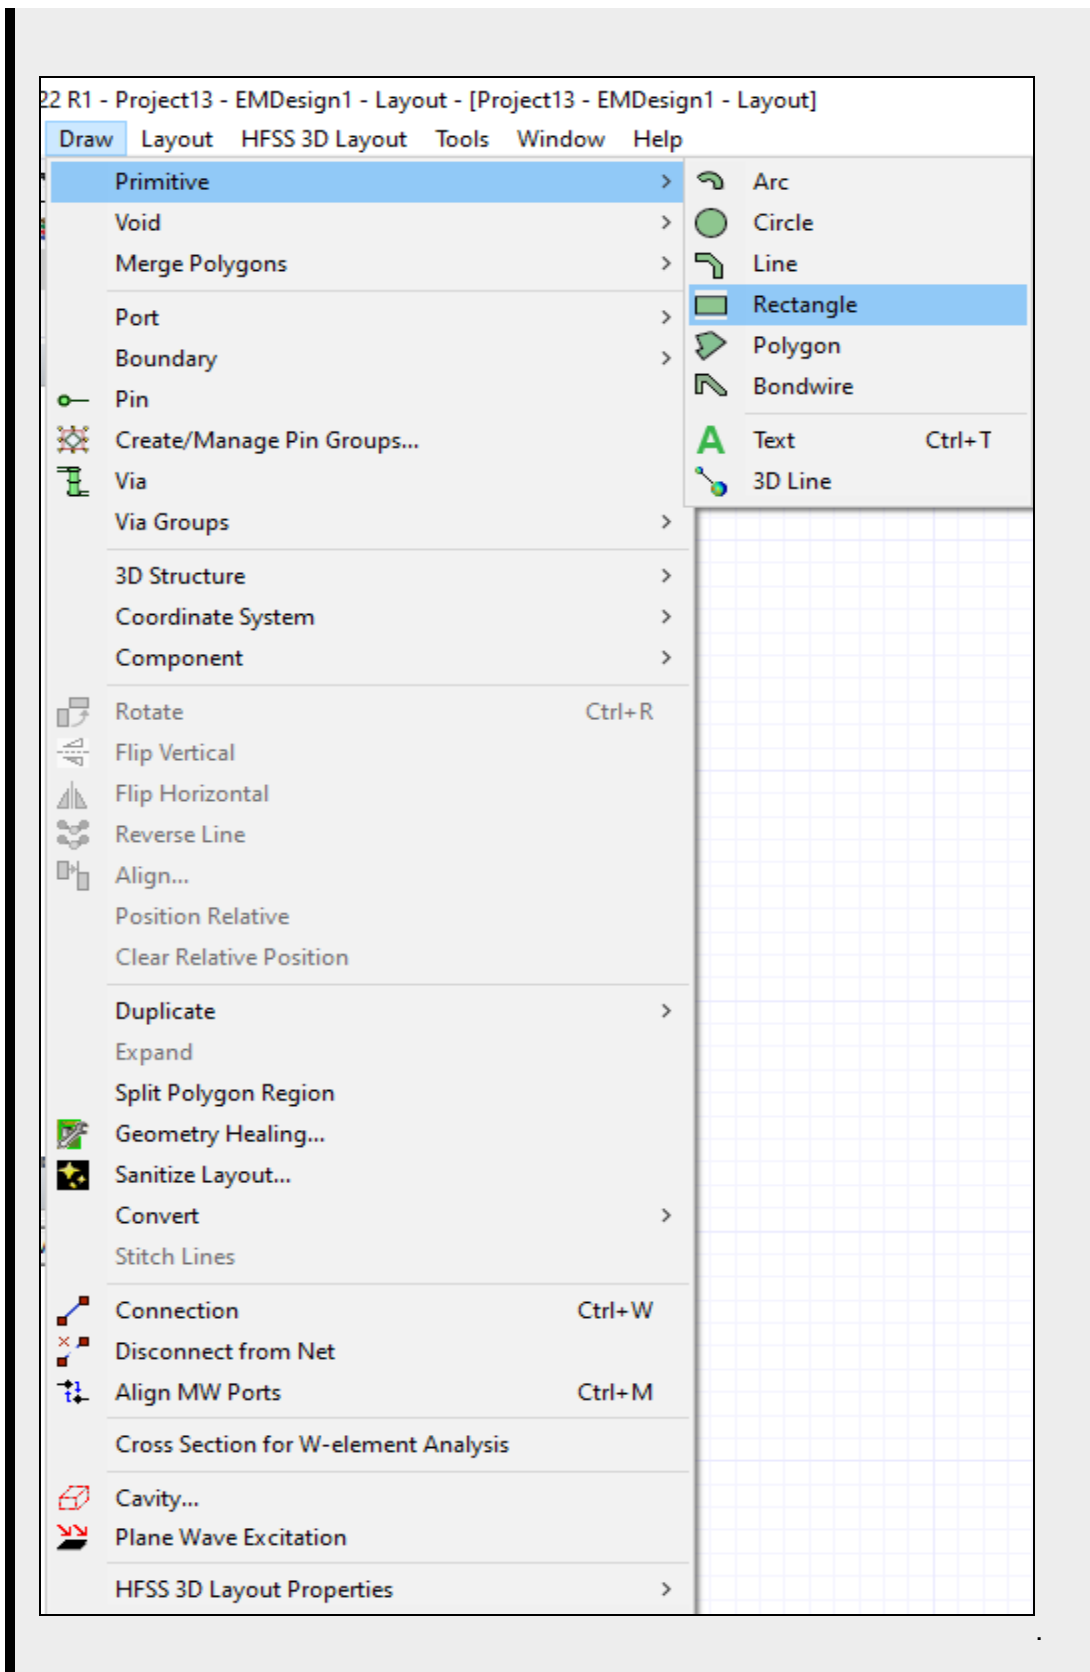 22 R1 - Project13 - EMDesign1 - Layout - [Project13 - EMDesign1 - Layout]
Draw Layout HFSS 3D Layout Tools Window Help
Primitive > Arc
Void > Circle
Merge Polygons > Line
Rectangle
Port >
Polygon
Boundary >
Bondwire
Pin
Create/Manage Pin Groups... Text Ctrl+T
Via 3D Line
Via Groups >
3D Structure >
Coordinate System >
Component >
Rotate Ctrl+R
Flip Vertical
Flip Horizontal
Reverse Line
Align...
Position Relative
Clear Relative Position
Duplicate >
Expand
Split Polygon Region
Geometry Healing...
Sanitize Layout...
Convert >
Stitch Lines
Connection Ctrl+W
Disconnect from Net
Align MW Ports Ctrl+M
Cross Section for W-element Analysis
Cavity...
Plane Wave Excitation
HFSS 3D Layout Properties >
.